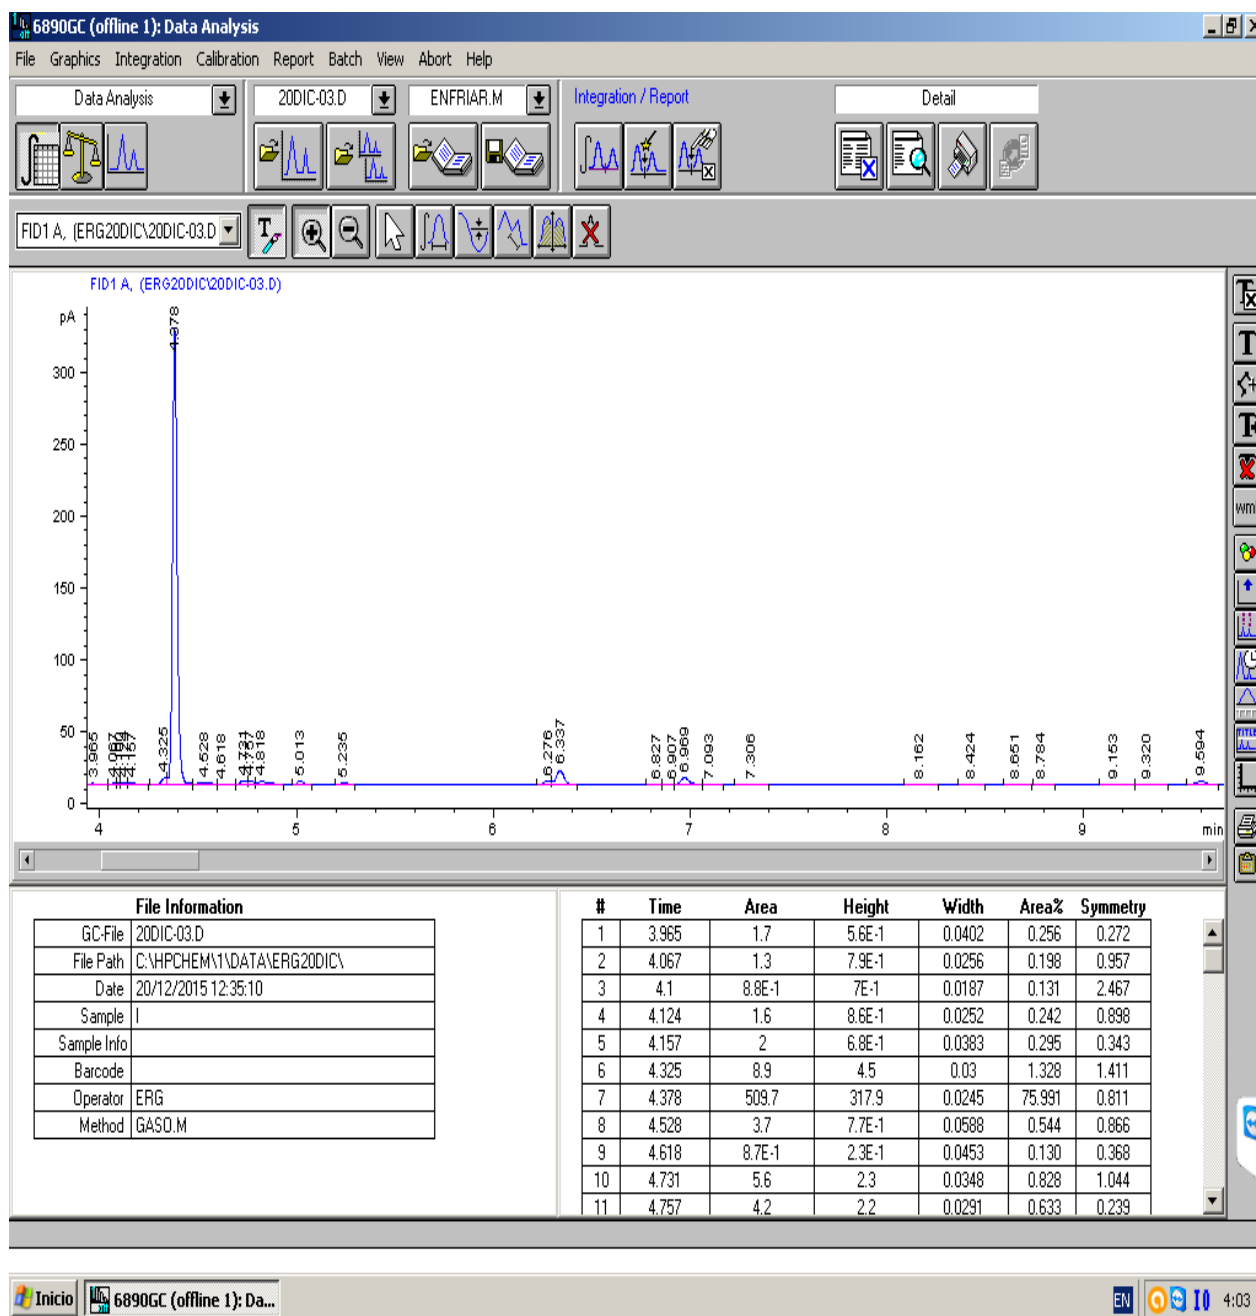 6890GC (offline 1): Data Analysis
File Graphics Integration Calibration Report Batch View Abort Help
Data Analysis 20DIC-03.D ENFRIAR.M Integration / Report Detail
FID1 A, (ERG20DIC\20DIC-03.D
FID1 A, (ERG20DIC\20DIC-03.D)
pA
300
250
200
150
100
50
0
4.378
3.965
4.067
4.157
4.325
4.528
4.618
4.731
4.757
4.818
5.013
5.235
6.276
6.337
6.827
6.907
6.969
7.093
7.306
8.162
8.424
8.651
8.784
9.153
9.320
9.594
4 5 6 7 8 9 min
wm
TITLE
File Information
GC-File 20DIC-03.D
File Path C:\HPCHEM\1\DATA\ERG20DIC\
Date 20/12/2015 12:35:10
Sample I
Sample Info
Barcode
Operator ERG
Method GASO.M
# Time Area Height Width Area% Symmetry
1 3.965 1.7 5.6E-1 0.0402 0.256 0.272
2 4.067 1.3 7.9E-1 0.0256 0.198 0.957
3 4.1 8.8E-1 7E-1 0.0187 0.131 2.467
4 4.124 1.6 8.6E-1 0.0252 0.242 0.898
5 4.157 2 6.8E-1 0.0383 0.295 0.343
6 4.325 8.9 4.5 0.03 1.328 1.411
7 4.378 509.7 317.9 0.0245 75.991 0.811
8 4.528 3.7 7.7E-1 0.0588 0.544 0.866
9 4.618 8.7E-1 2.3E-1 0.0453 0.130 0.368
10 4.731 5.6 2.3 0.0348 0.828 1.044
11 4.757 4.2 2.2 0.0291 0.633 0.239
Inicio 6890GC (offline 1): Da... EN 4:03